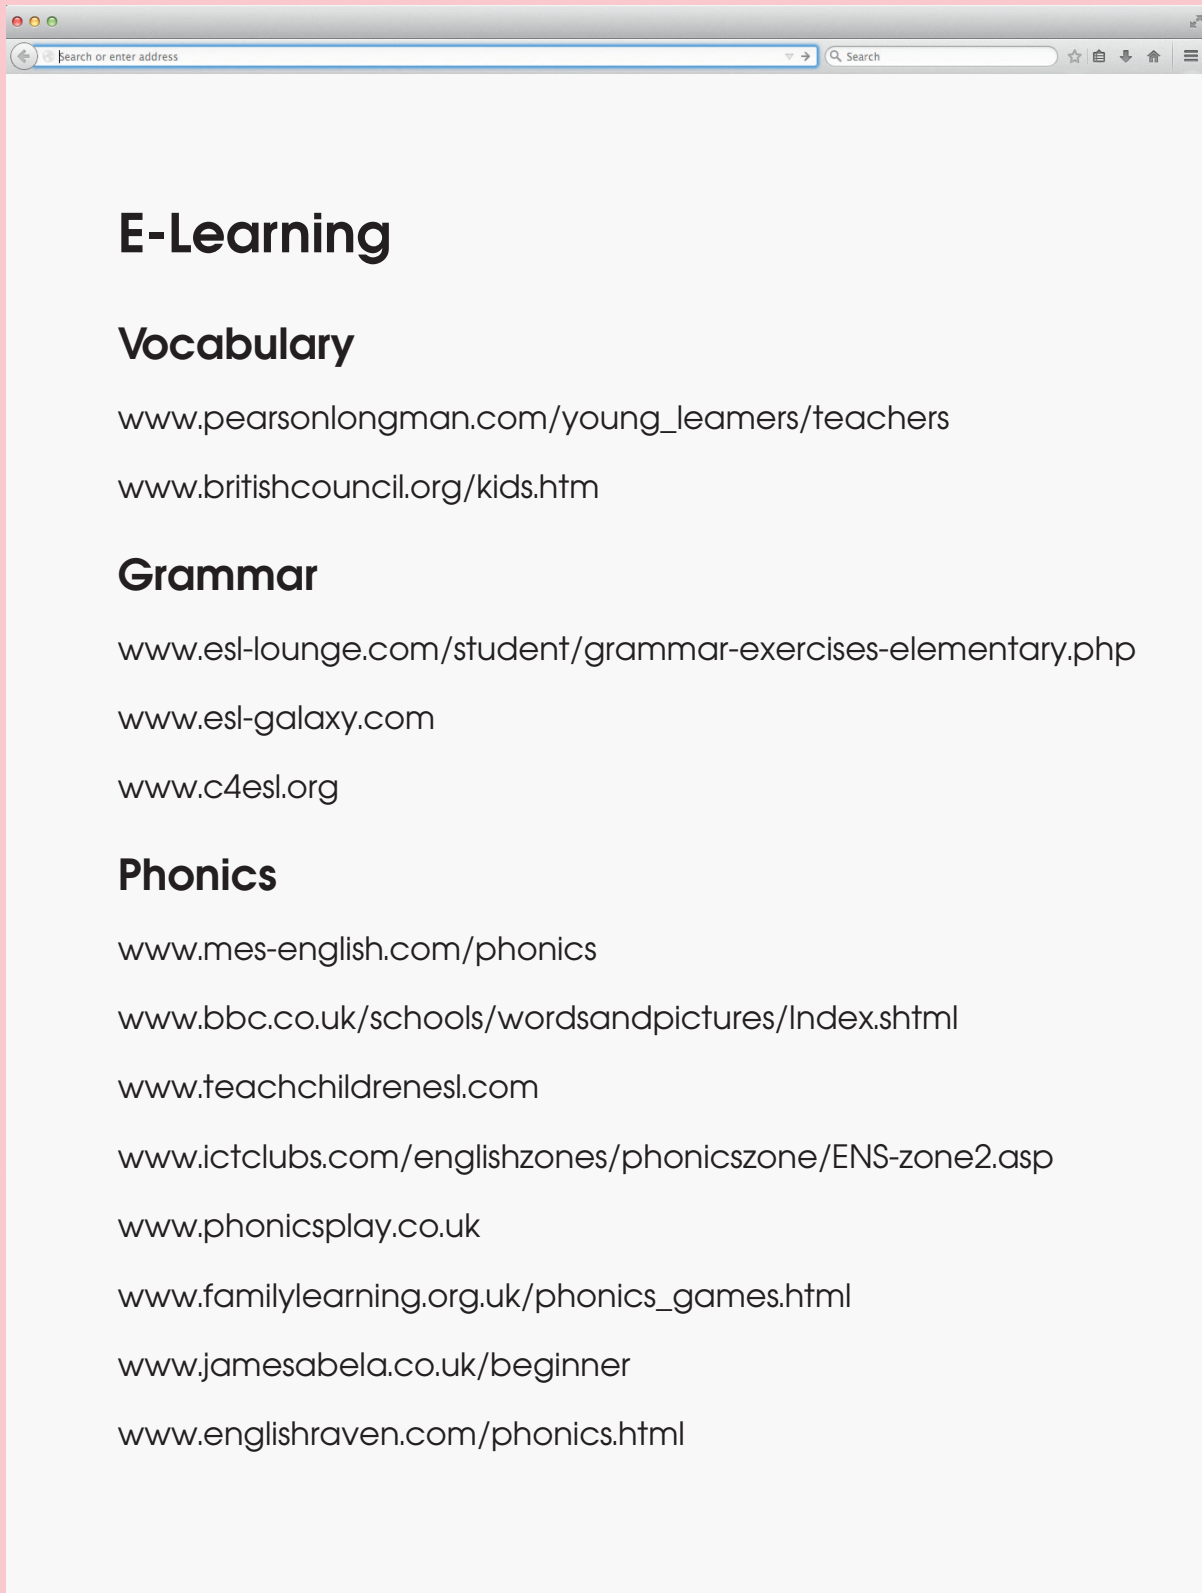 Search or enter address
Search
E-Learning
Vocabulary
www.pearsonlongman.com/young_leamers/teachers
www.britishcouncil.org/kids.htm
Grammar
www.esl-lounge.com/student/grammar-exercises-elementary.php
www.esl-galaxy.com
www.c4esl.org
Phonics
www.mes-english.com/phonics
www.bbc.co.uk/schools/wordsandpictures/Index.shtml
www.teachchildrenesl.com
www.ictclubs.com/englishzones/phonicszone/ENS-zone2.asp
www.phonicsplay.co.uk
www.familylearning.org.uk/phonics_games.html
www.jamesabela.co.uk/beginner
www.englishraven.com/phonics.html